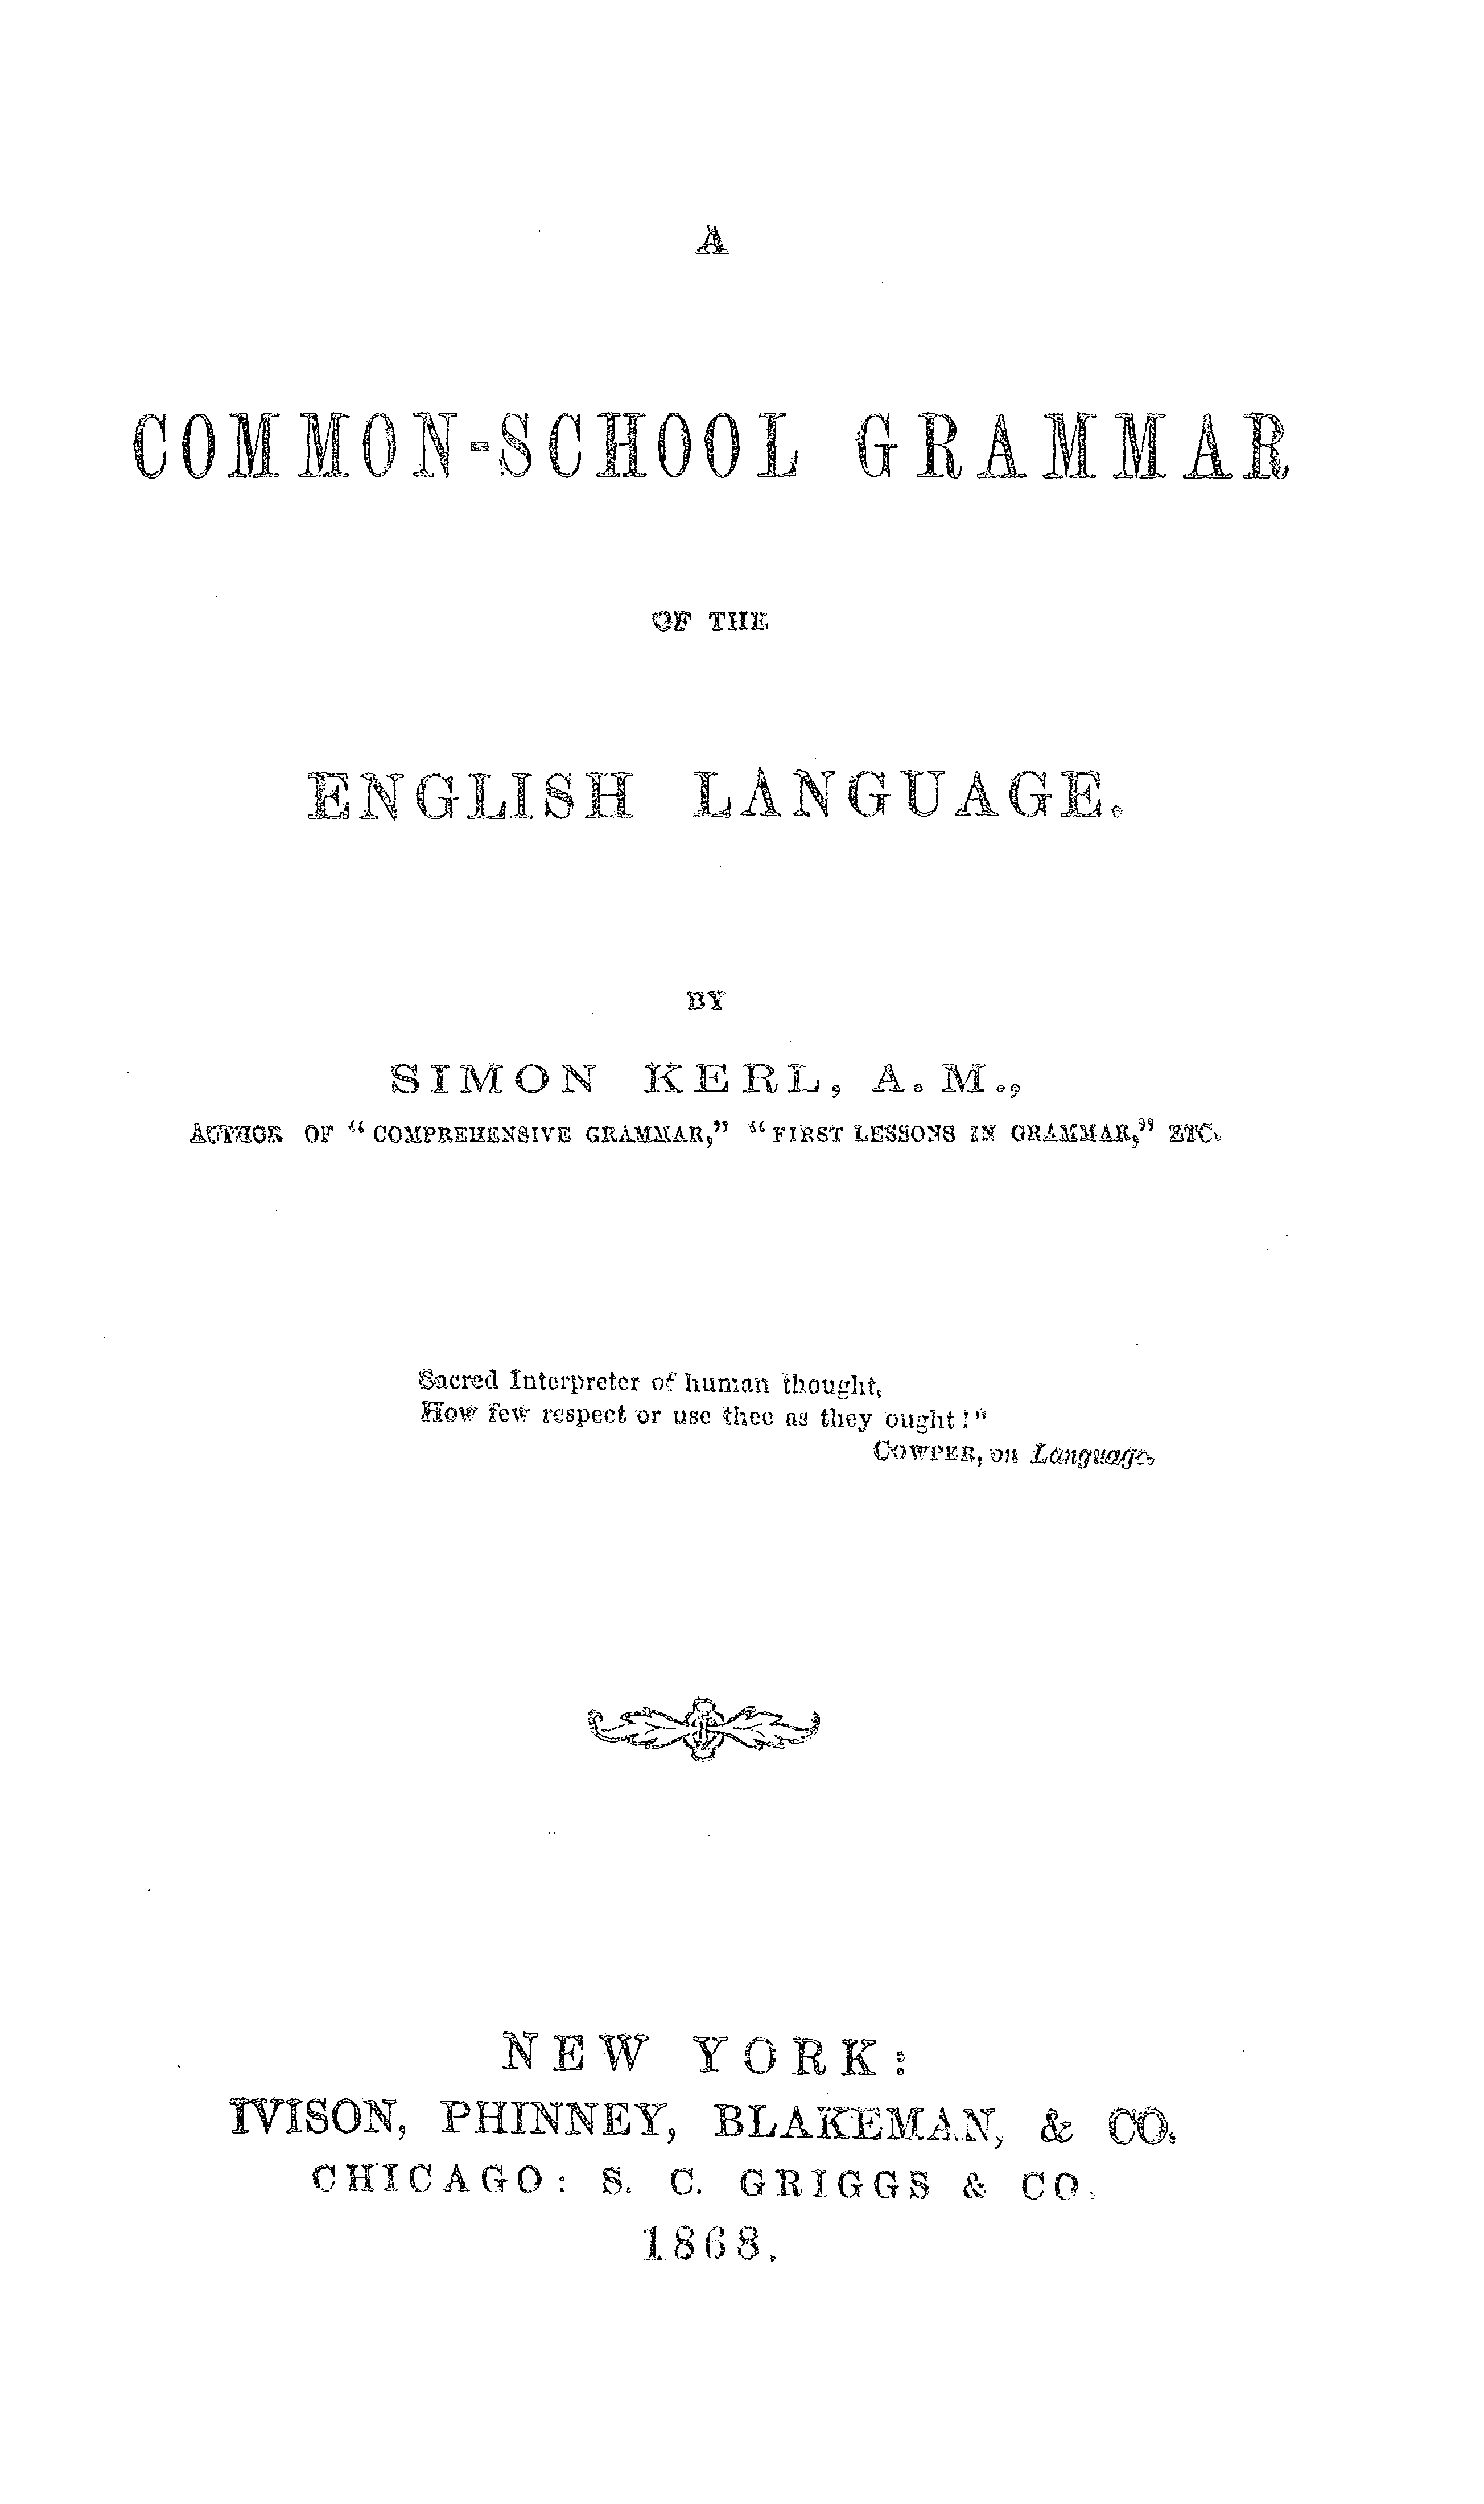 A
COMMON-SCHOOL GRAMMAR
OF THE
ENGLISH LANGUAGE.
BY
SIMON KERL, A.M.,
AUTHOR OF “COMPREHENSIVE GRAMMAR,” “FIRST LESSONS IN GRAMMAR,” ETC.
Sacred Interpreter of human thought,
How few respect or use thee as they ought!”
COWPER, on Language.
NEW YORK:
IVISON, PHINNEY, BLAKEMAN, & CO.
CHICAGO: S. C. GRIGGS & CO.
1868.